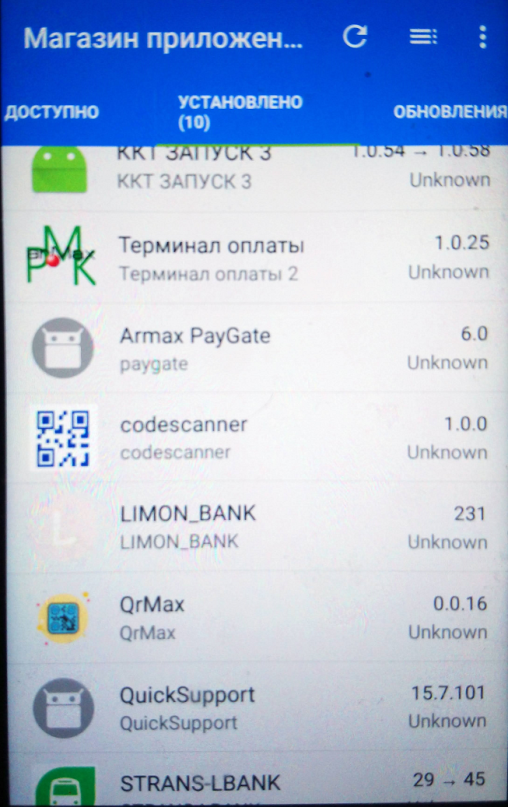 Магазин приложен...
ДОСТУПНО
УСТАНОВЛЕНО
(10)
ОБНОВЛЕНИЯ
ККТ ЗАПУСК 3
1.0.54 → 1.0.58
ККТ ЗАПУСК 3
Unknown
Терминал оплаты
1.0.25
Терминал оплаты 2
Unknown
Armax PayGate
6.0
paygate
Unknown
codescanner
1.0.0
codescanner
Unknown
LIMON_BANK
231
LIMON_BANK
Unknown
QrMax
0.0.16
QrMax
Unknown
QuickSupport
15.7.101
QuickSupport
Unknown
STRANS-LBANK
29 → 45